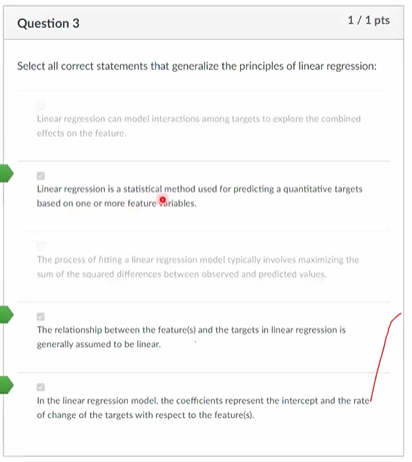 Question 3
1 / 1 pts
Select all correct statements that generalize the principles of linear regression:
Linear regression can model interactions among targets to explore the combined
effects on the feature.
Linear regression is a statistical method used for predicting a quantitative targets
based on one or more feature variables.
The process of fitting a linear regression model typically involves maximizing the
sum of the squared differences between observed and predicted values.
The relationship between the feature(s) and the targets in linear regression is
generally assumed to be linear.
In the linear regression model, the coefficients represent the intercept and the rate
of change of the targets with respect to the feature(s).